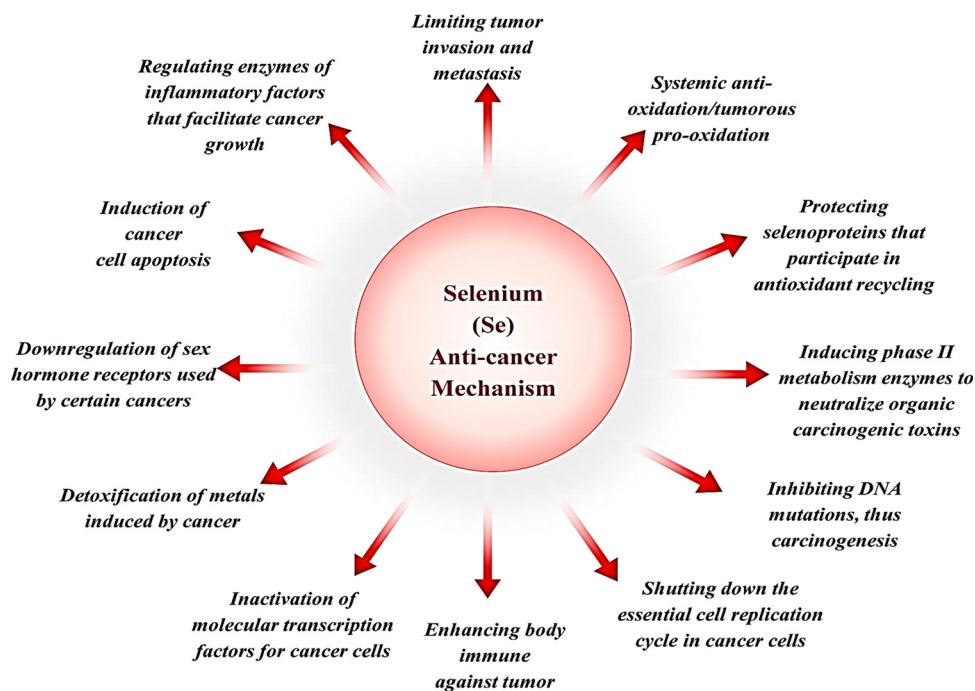 Limiting tumor
invasion and
metastasis
Systemic anti-
oxidation/tumorous
pro-oxidation
Protecting
selenoproteins that
participate in
antioxidant recycling
Inducing phase II
metabolism enzymes to
neutralize organic
carcinogenic toxins
Inhibiting DNA
mutations, thus
carcinogenesis
Shutting down the
essential cell replication
cycle in cancer cells
Enhancing body
immune
against tumor
Inactivation of
molecular transcription
factors for cancer cells
Detoxification of metals
induced by cancer
Downregulation of sex
hormone receptors used
by certain cancers
Induction of
cancer
cell apoptosis
Regulating enzymes of
inflammatory factors
that facilitate cancer
growth
Selenium
(Se)
Anti-cancer
Mechanism